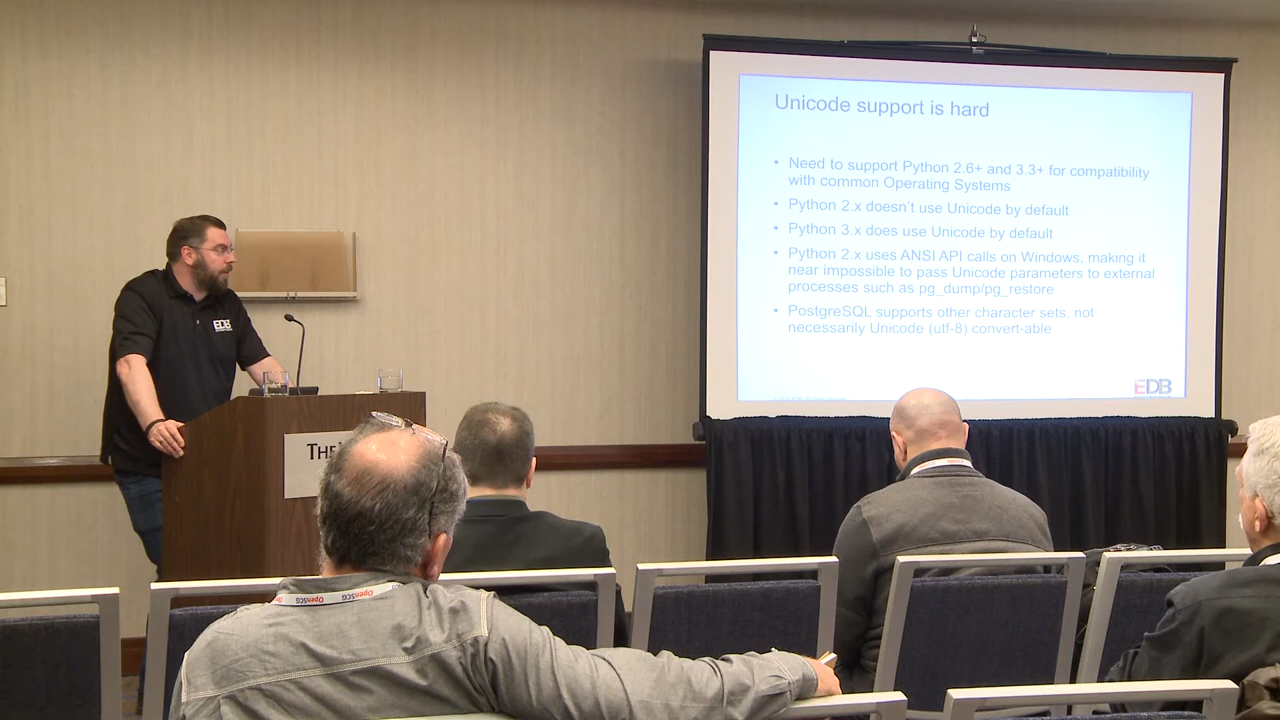 Unicode support is hard
• Need to support Python 2.6+ and 3.3+ for compatibility
with common Operating Systems
• Python 2.x doesn't use Unicode by default
• Python 3.x does use Unicode by default
• Python 2.x uses ANSI API calls on Windows, making it
near impossible to pass Unicode parameters to external
processes such as pg_dump/pg_restore
• PostgreSQL supports other character sets, not
necessarily Unicode (utf-8) convert-able
EDB
EDB
THE
OpenSCG
OpenSCG